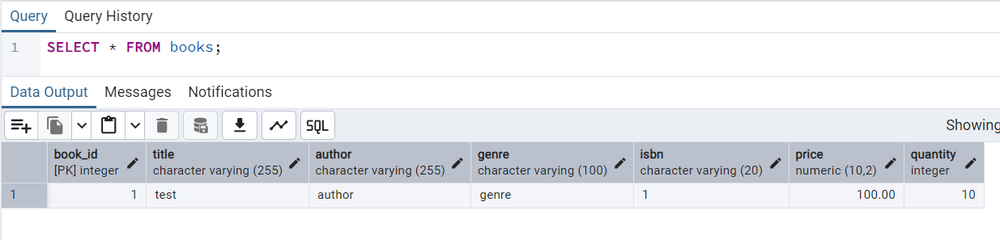 Query Query History
1 SELECT * FROM books;
Data Output Messages Notifications
SQL Showing
book_id title author genre isbn price quantity
[PK] integer character varying (255) character varying (255) character varying (100) character varying (20) numeric (10,2) integer
1 1 test author genre 1 100.00 10